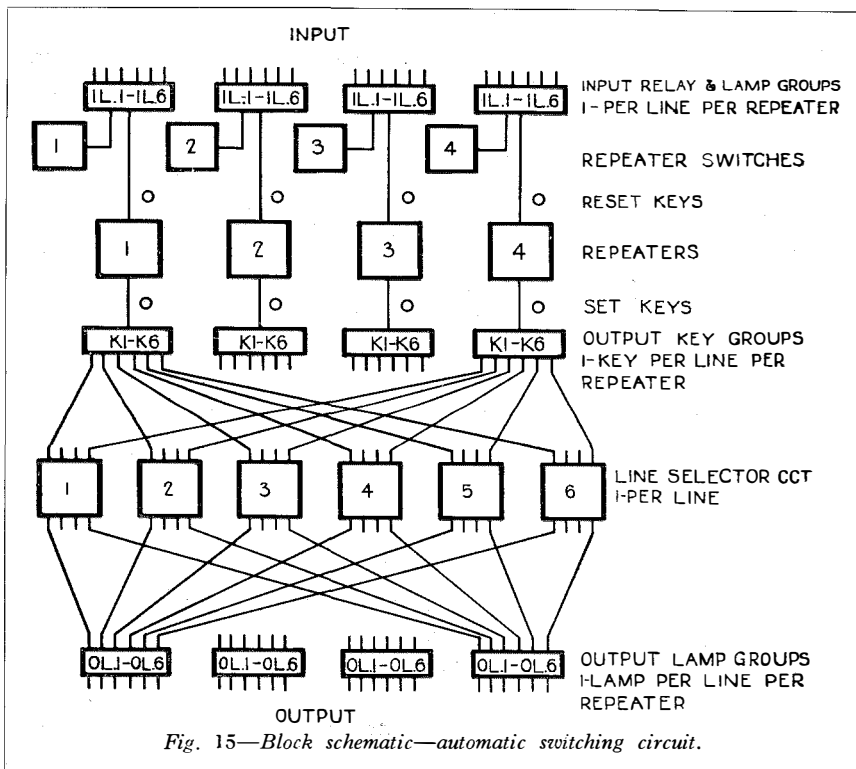 INPUT
IL.1-IL.6 IL.1-IL.6 IL.1-IL.6 IL.1-IL.6
INPUT RELAY & LAMP GROUPS
1-PER LINE PER REPEATER
1 2 3 4
REPEATER SWITCHES
RESET KEYS
1 2 3 4
REPEATERS
SET KEYS
K1-K6 K1-K6 K1-K6 K1-K6
OUTPUT KEY GROUPS
1-KEY PER LINE PER
REPEATER
1 2 3 4 5 6
LINE SELECTOR CCT
1-PER LINE
OL.1-OL.6 OL.1-OL.6 OL.1-OL.6 OL.1-OL.6
OUTPUT LAMP GROUPS
1-LAMP PER LINE PER
REPEATER
OUTPUT
Fig. 15—Block schematic—automatic switching circuit.